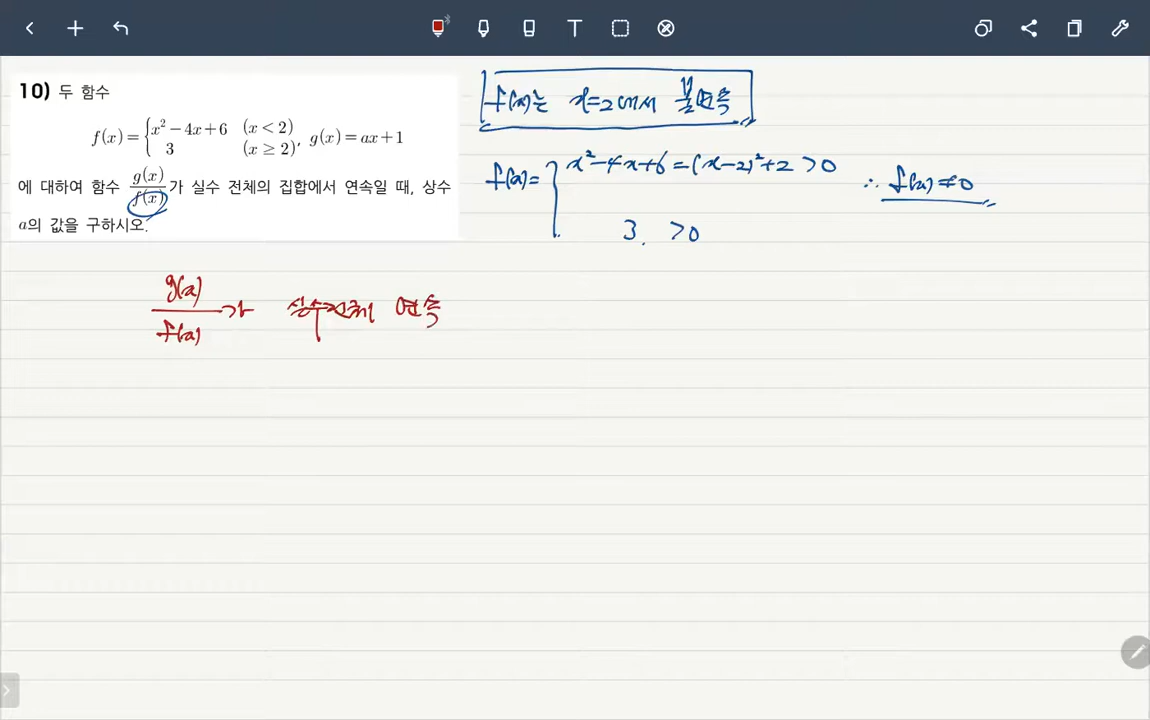 10) 두 함수
f(x) = { x² − 4x + 6 (x < 2)
3 (x ≥ 2) , g(x) = ax + 1
에 대하여 함수 g(x)/f(x) 가 실수 전체의 집합에서 연속일 때, 상수
a의 값을 구하시오.
f(x)는 x=2에서 불연속
f(x) = { x²−4x+6 = (x−2)²+2 >0
3. >0
∴ f(x) ≠ 0
g(x)/f(x) 가 실수전체 연속